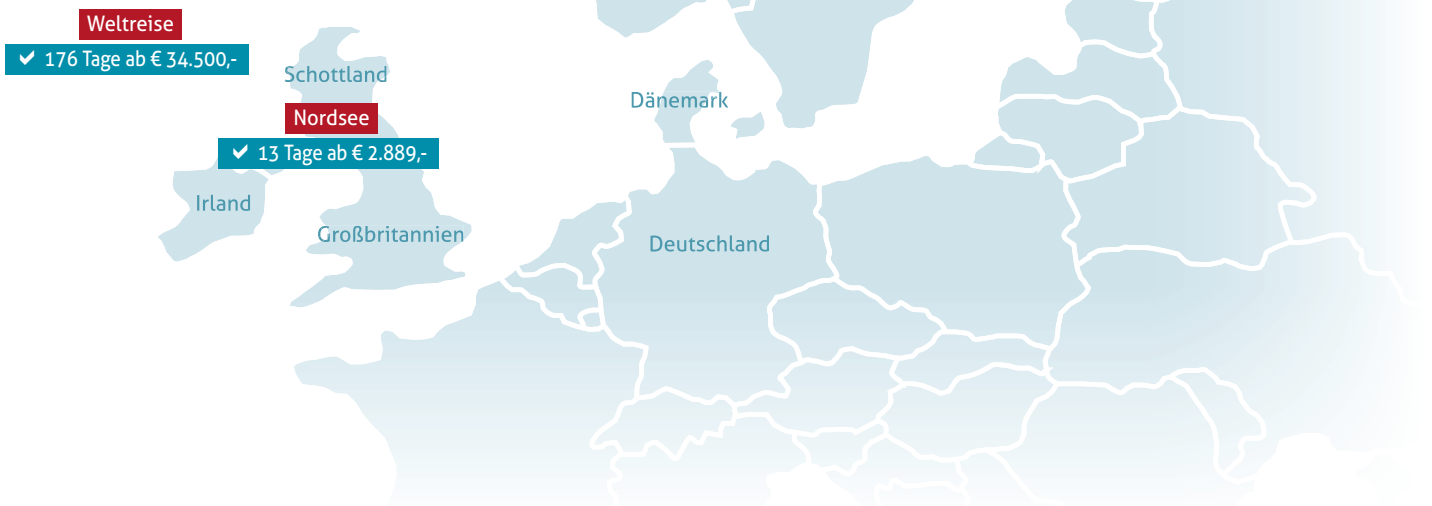 Weltreise
176 Tage ab € 34.500,-
Schottland
Dänemark
Nordsee
13 Tage ab € 2.889,-
Irland
Großbritannien
Deutschland